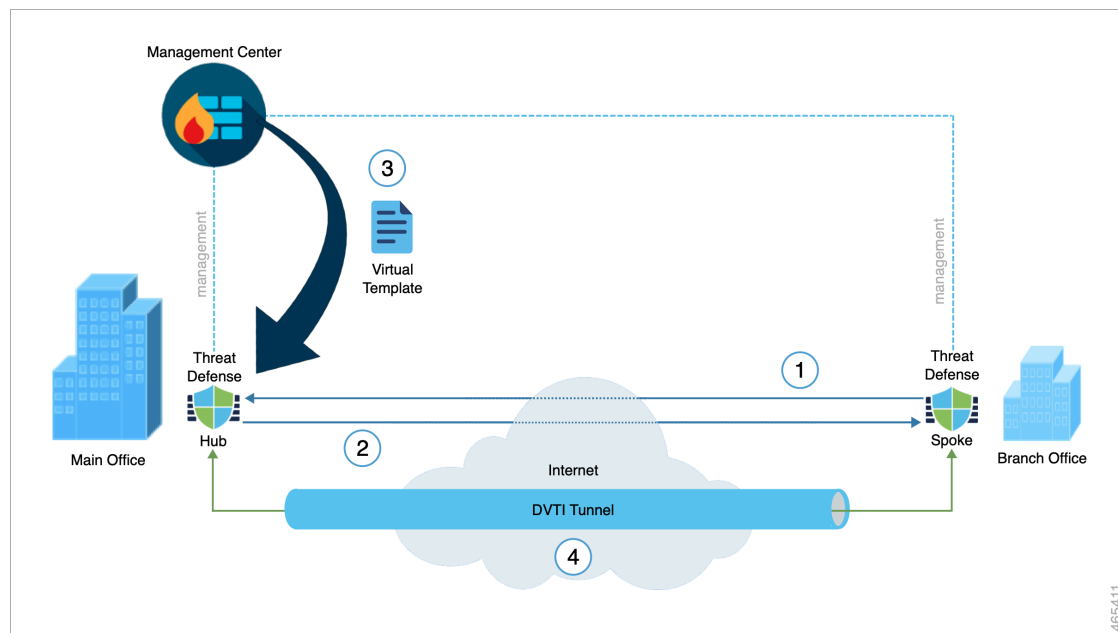 Management Center
3
Virtual
Template
management
management
Threat
Defense
Hub
Main Office
1
2
Threat
Defense
Spoke
Branch Office
Internet
DVTI Tunnel
4
465411